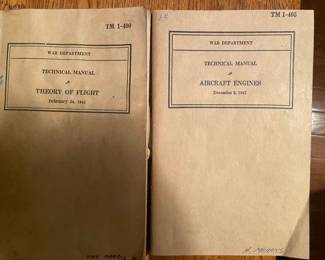 TM 1-400
WAR DEPARTMENT
TECHNICAL MANUAL
THEORY OF FLIGHT
February 24, 1941
TM 1-405
WAR DEPARTMENT
TECHNICAL MANUAL
AIRCRAFT ENGINES
December 3, 1941